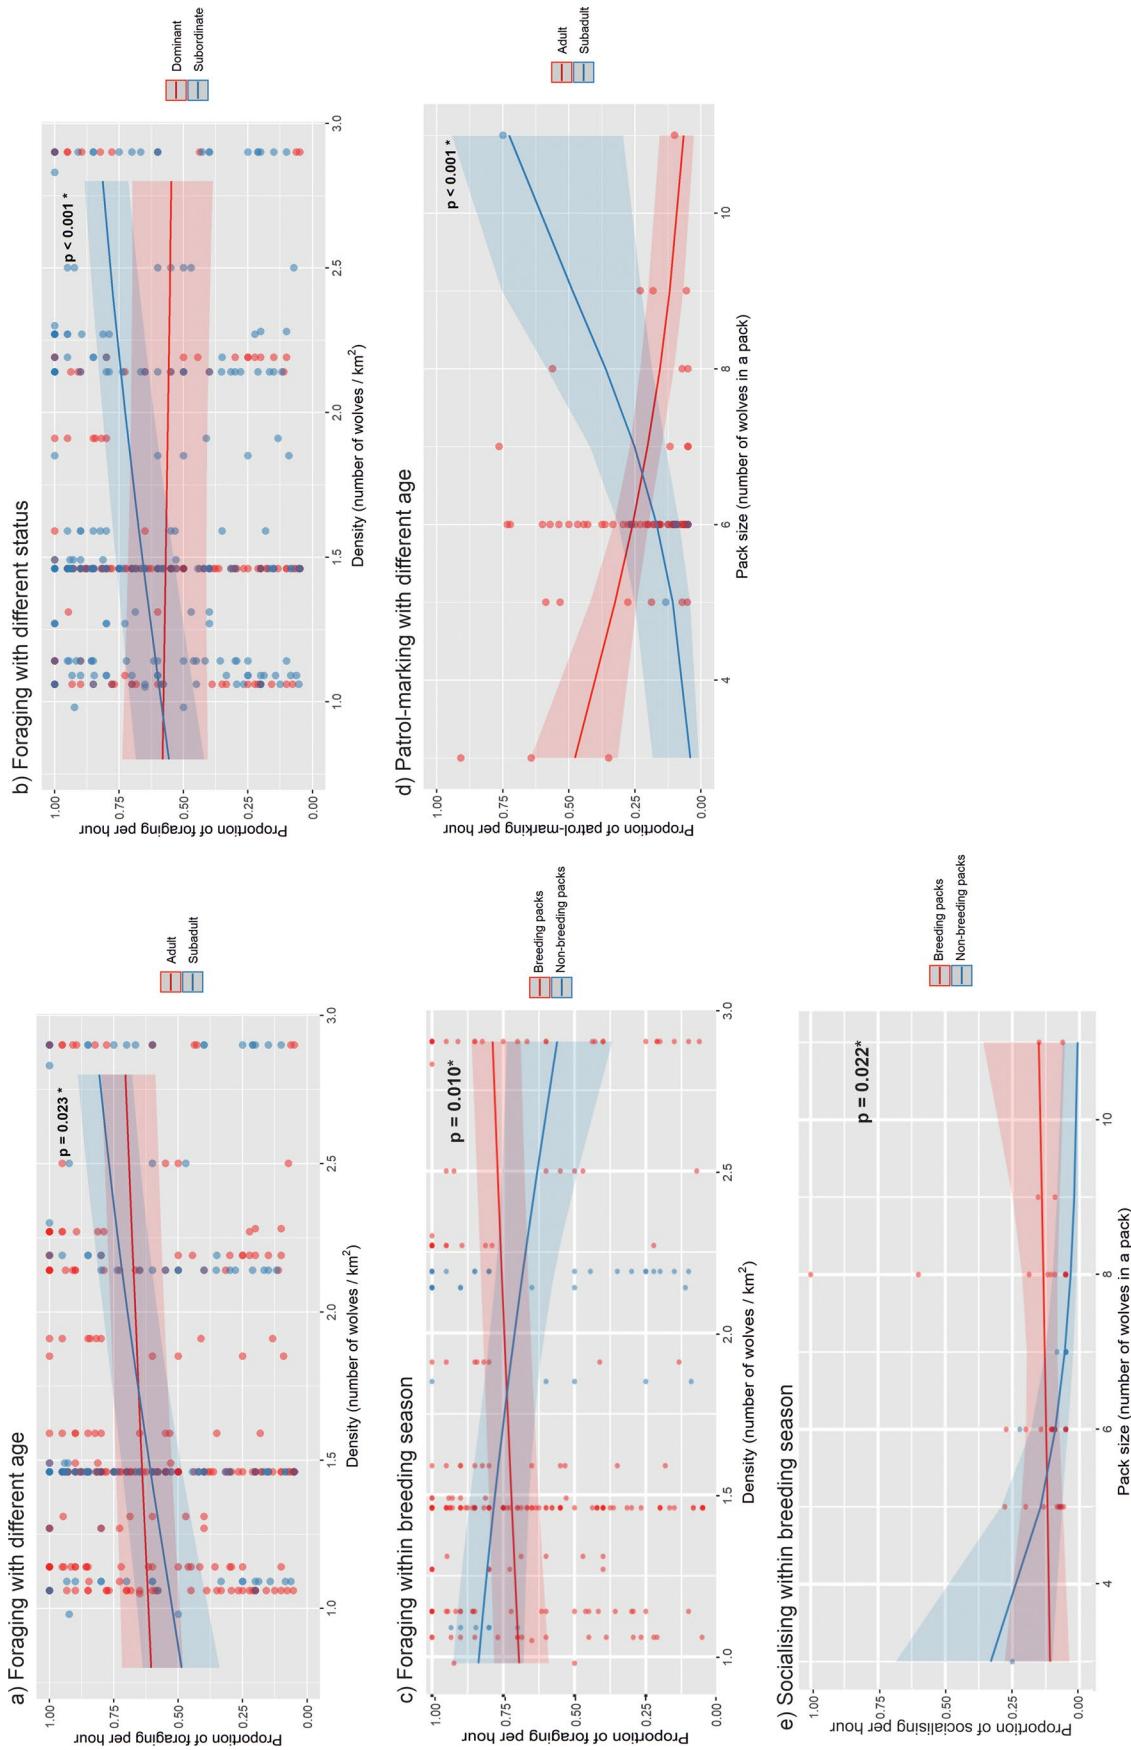 a) Foraging with different age
1.00
0.75
0.50
0.25
0.00
Proportion of foraging per hour
p = 0.023 *
1.0
1.5
2.0
2.5
3.0
Density (number of wolves / km²)
Adult
Subadult
b) Foraging with different status
1.00
0.75
0.50
0.25
0.00
Proportion of foraging per hour
p < 0.001 *
1.0
1.5
2.0
2.5
3.0
Density (number of wolves / km²)
Dominant
Subordinate
c) Foraging within breeding season
1.00
0.75
0.50
0.25
0.00
Proportion of foraging per hour
p = 0.010*
1.0
1.5
2.0
2.5
3.0
Density (number of wolves / km²)
Breeding packs
Non-breeding packs
d) Patrol-marking with different age
1.00
0.75
0.50
0.25
0.00
Proportion of patrol-marking per hour
p < 0.001 *
4
6
8
10
Pack size (number of wolves in a pack)
Adult
Subadult
e) Socialising within breeding season
1.00
0.75
0.50
0.25
0.00
Proportion of socialising per hour
p = 0.022*
4
6
8
10
Pack size (number of wolves in a pack)
Breeding packs
Non-breeding packs